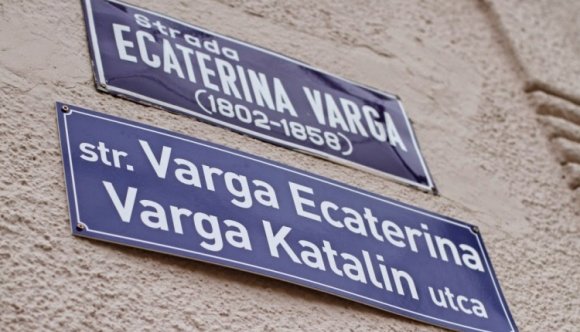 Strada
ECATERINA VARGA
(1802-1858)
str. Varga Ecaterina
Varga Katalin utca